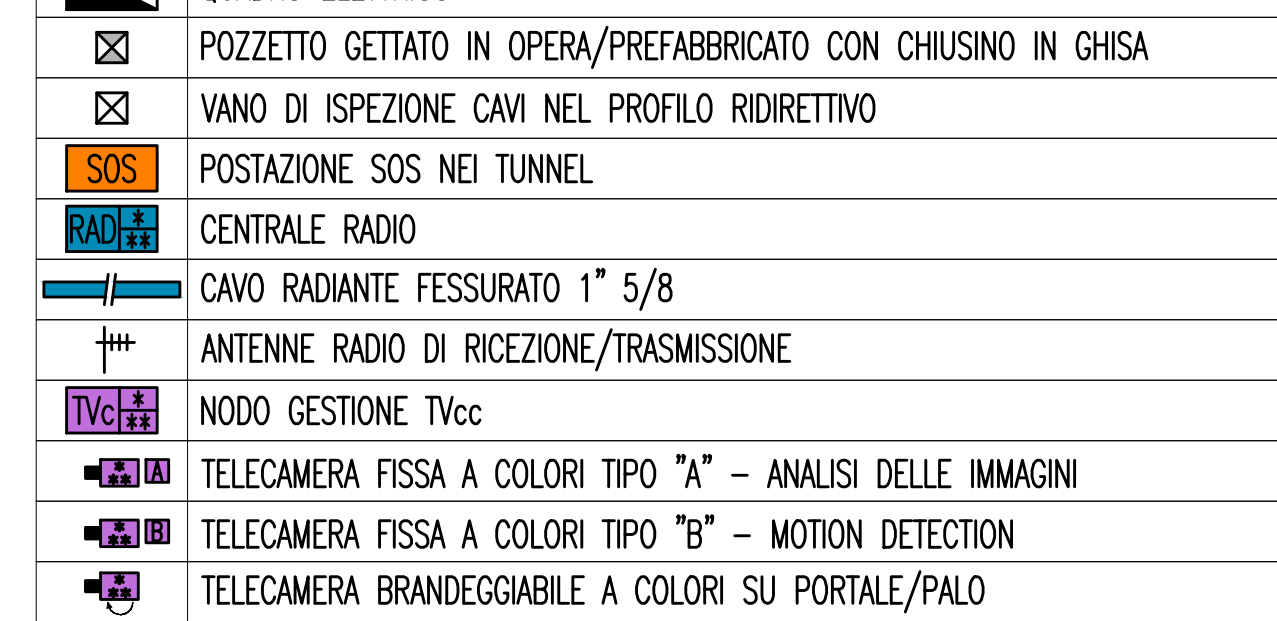 POZZETTO GETTATO IN OPERA/PREFABBRICATO CON CHIUSINO IN GHISA
VANO DI ISPEZIONE CAVI NEL PROFILO RIDIRETTIVO
SOS POSTAZIONE SOS NEI TUNNEL
RAD * ** CENTRALE RADIO
CAVO RADIANTE FESSURATO 1” 5/8
ANTENNE RADIO DI RICEZIONE/TRASMISSIONE
TVc * ** NODO GESTIONE TVcc
* ** A TELECAMERA FISSA A COLORI TIPO ”A” – ANALISI DELLE IMMAGINI
* ** B TELECAMERA FISSA A COLORI TIPO ”B” – MOTION DETECTION
* ** TELECAMERA BRANDEGGIABILE A COLORI SU PORTALE/PALO